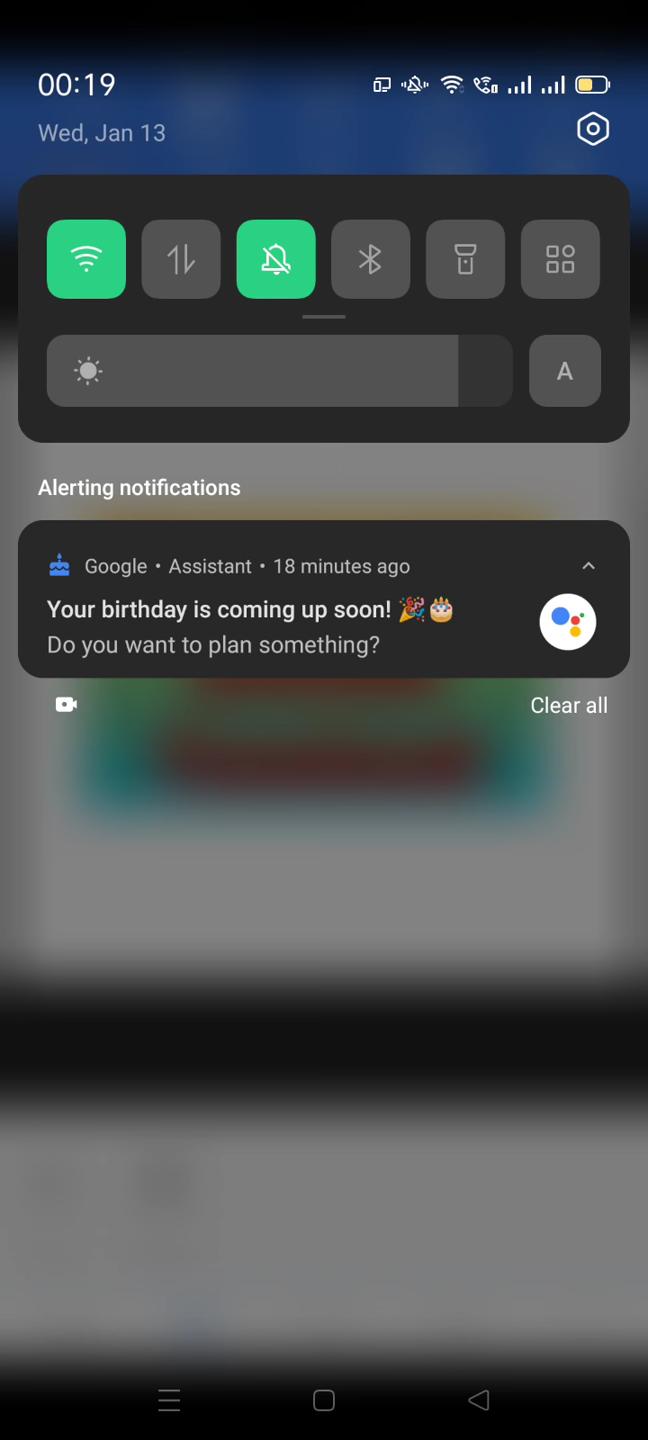 00:19
Wed, Jan 13
A
Alerting notifications
Google • Assistant • 18 minutes ago
Your birthday is coming up soon! 🎉🎂
Do you want to plan something?
Clear all